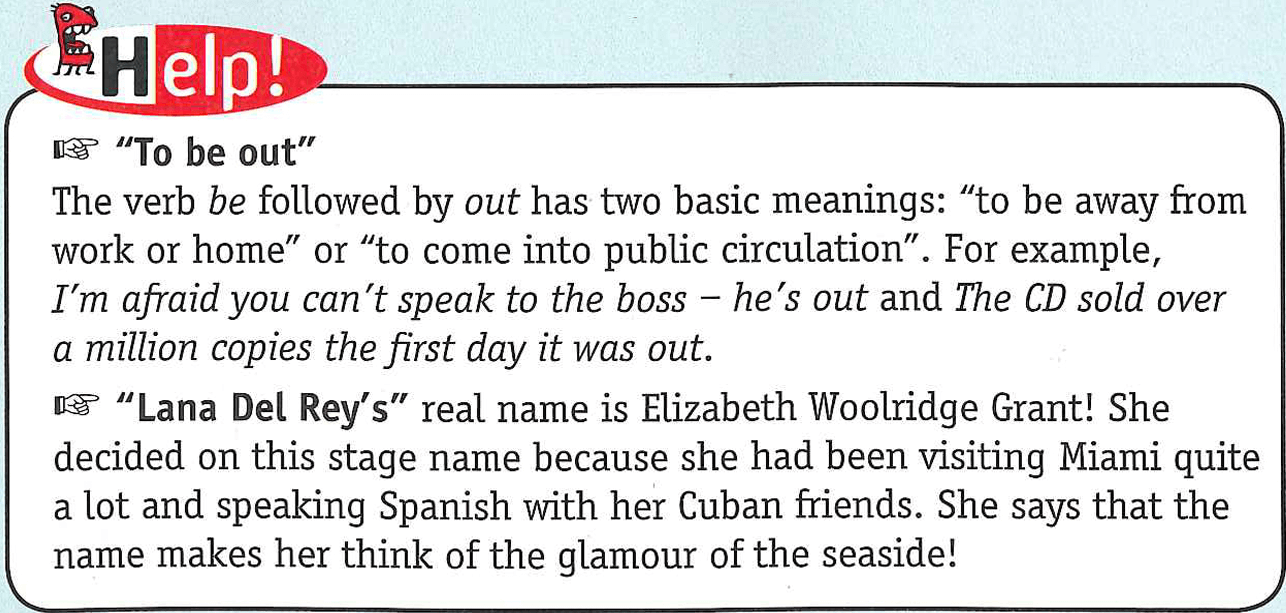 Help!
☞ “To be out”
The verb be followed by out has two basic meanings: “to be away from
work or home” or “to come into public circulation”. For example,
I’m afraid you can’t speak to the boss – he’s out and The CD sold over
a million copies the first day it was out.
☞ “Lana Del Rey’s” real name is Elizabeth Woolridge Grant! She
decided on this stage name because she had been visiting Miami quite
a lot and speaking Spanish with her Cuban friends. She says that the
name makes her think of the glamour of the seaside!